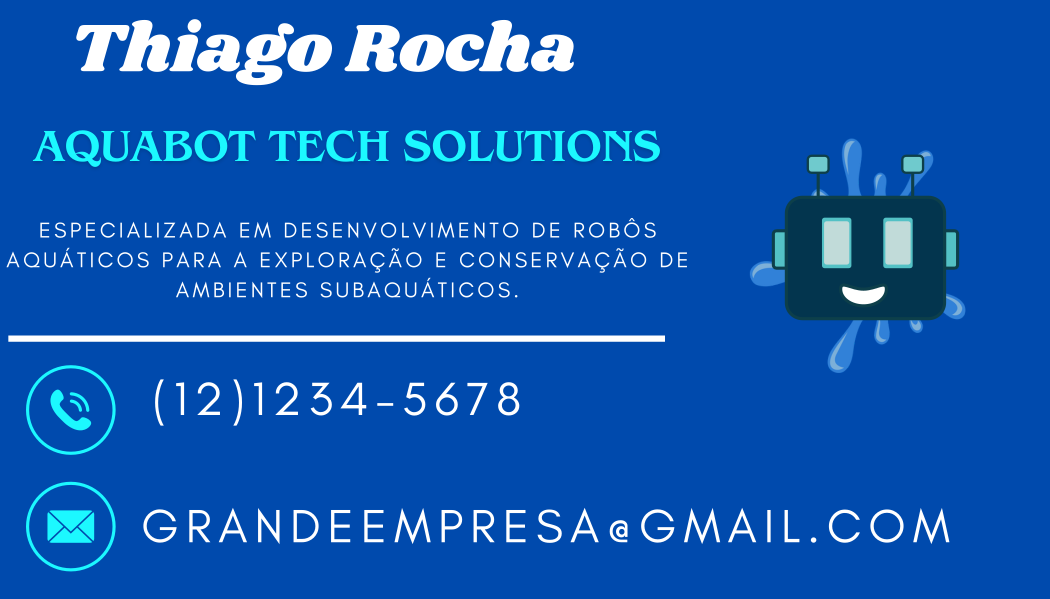 Thiago Rocha
AQUABOT TECH SOLUTIONS
ESPECIALIZADA EM DESENVOLVIMENTO DE ROBÔS
AQUÁTICOS PARA A EXPLORAÇÃO E CONSERVAÇÃO DE
AMBIENTES SUBAQUÁTICOS.
(12)1234-5678
GRANDEEMPRESA@GMAIL.COM